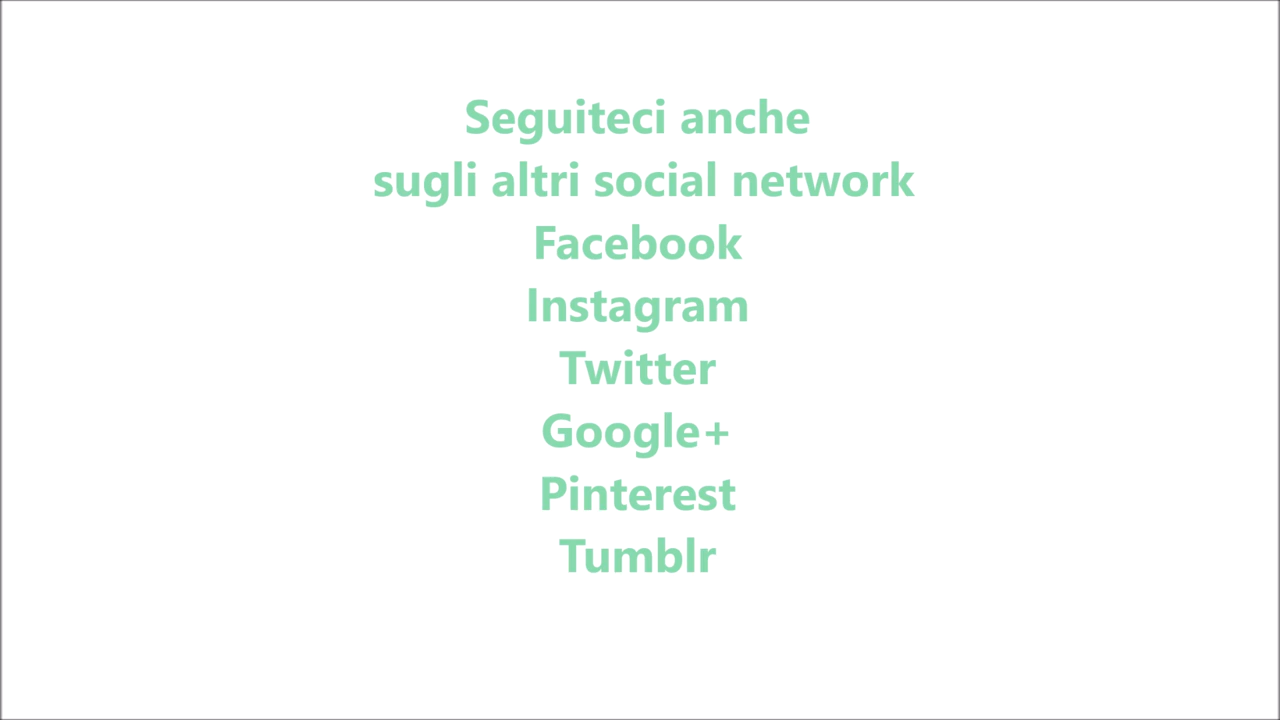 Seguiteci anche
sugli altri social network
Facebook
Instagram
Twitter
Google+
Pinterest
Tumblr